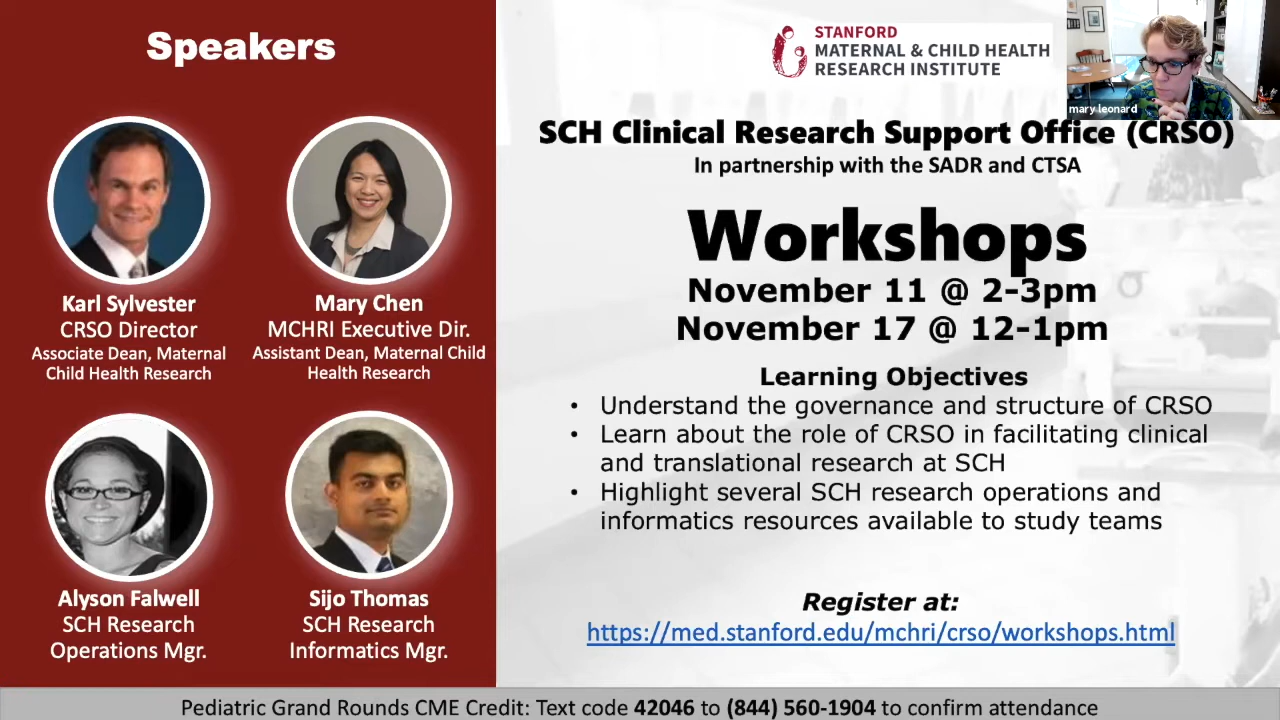 Speakers
STANFORD
MATERNAL & CHILD HEALTH
RESEARCH INSTITUTE
mary leonard
SCH Clinical Research Support Office (CRSO)
In partnership with the SADR and CTSA
Workshops
November 11 @ 2-3pm
November 17 @ 12-1pm
Karl Sylvester
CRSO Director
Associate Dean, Maternal
Child Health Research
Mary Chen
MCHRI Executive Dir.
Assistant Dean, Maternal Child
Health Research
Alyson Falwell
SCH Research
Operations Mgr.
Sijo Thomas
SCH Research
Informatics Mgr.
Learning Objectives
• Understand the governance and structure of CRSO
• Learn about the role of CRSO in facilitating clinical
and translational research at SCH
• Highlight several SCH research operations and
informatics resources available to study teams
Register at:
https://med.stanford.edu/mchri/crso/workshops.html
Pediatric Grand Rounds CME Credit: Text code 42046 to (844) 560-1904 to confirm attendance